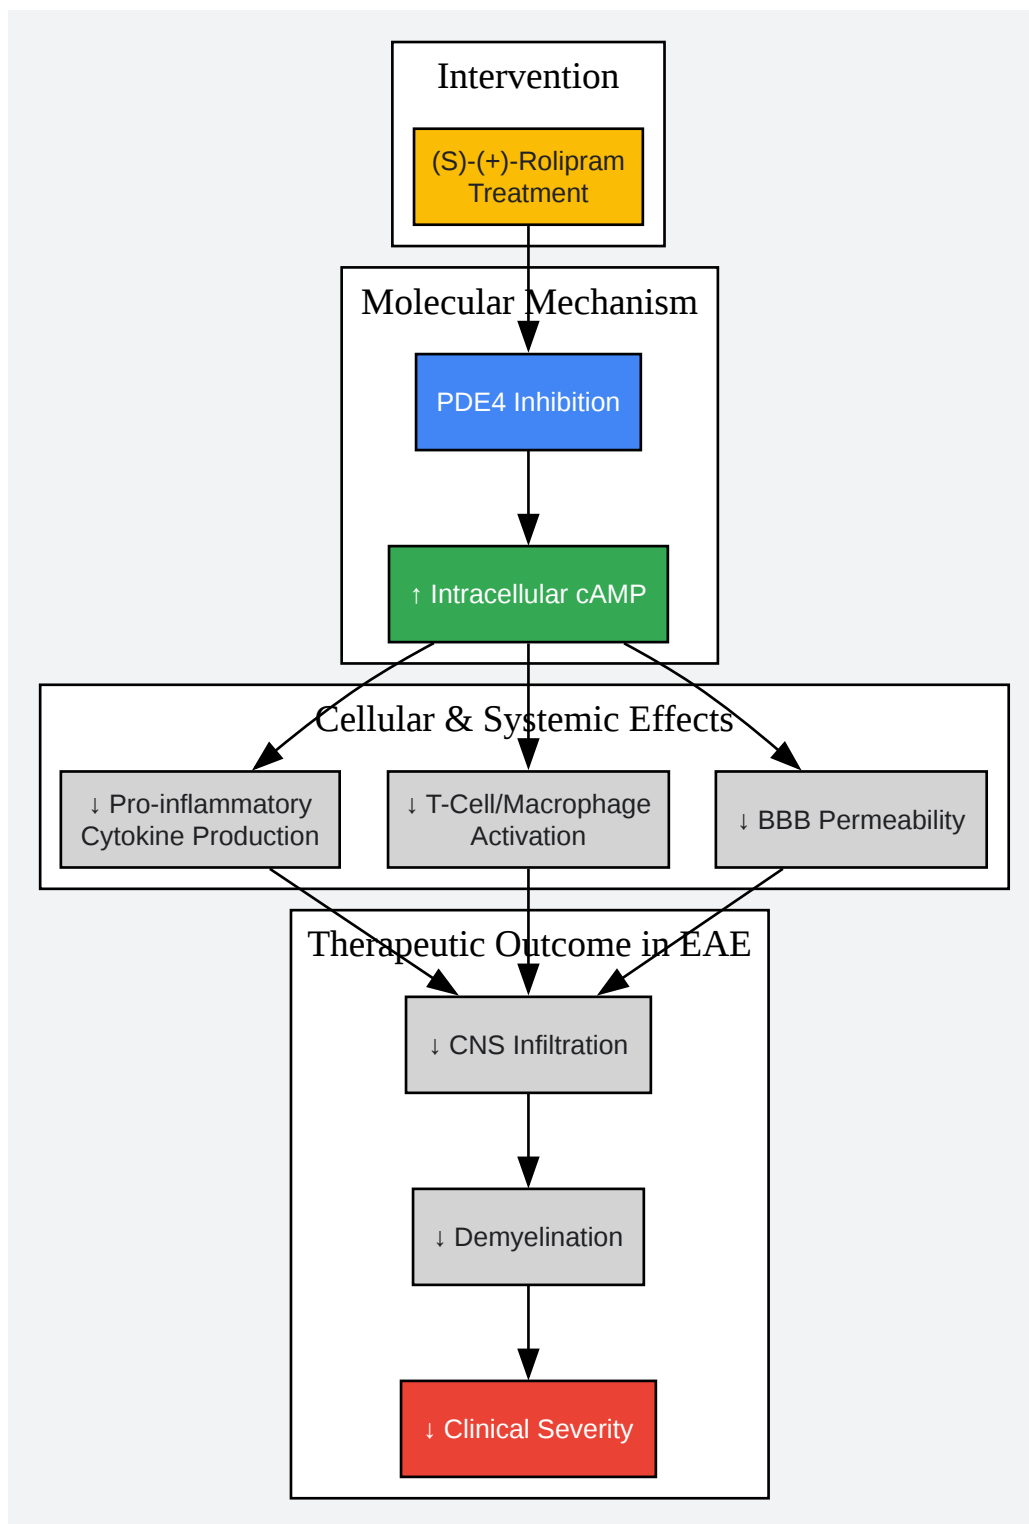 Intervention
(S)-(+)-Rolipram
Treatment
Molecular Mechanism
PDE4 Inhibition
↑ Intracellular cAMP
Cellular & Systemic Effects
↓ Pro-inflammatory
Cytokine Production
↓ T-Cell/Macrophage
Activation
↓ BBB Permeability
Therapeutic Outcome in EAE
↓ CNS Infiltration
↓ Demyelination
↓ Clinical Severity